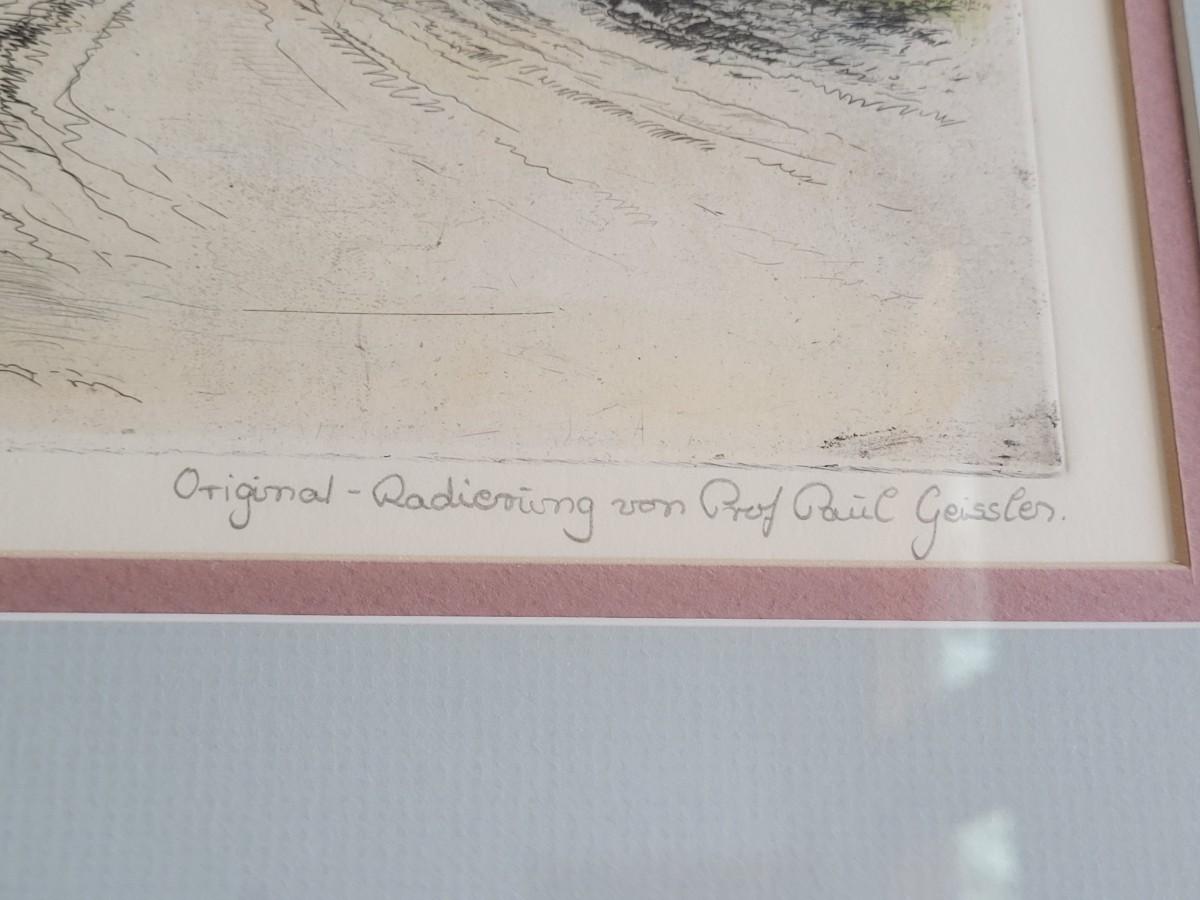 Original - Radierung von Prof Paul Geissler.